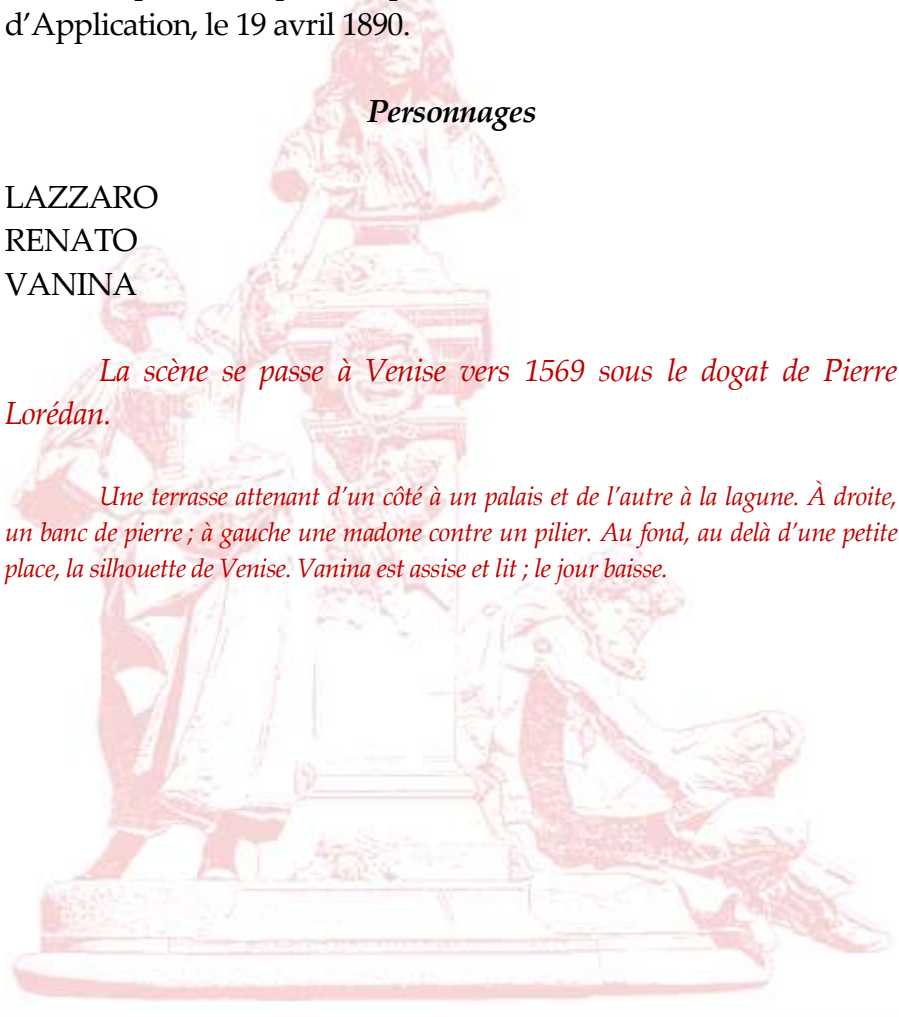 d’Application, le 19 avril 1890.
Personnages
LAZZARO
RENATO
VANINA
La scène se passe à Venise vers 1569 sous le dogat de Pierre
Lorédan.
Une terrasse attenant d’un côté à un palais et de l’autre à la lagune. À droite,
un banc de pierre ; à gauche une madone contre un pilier. Au fond, au delà d’une petite
place, la silhouette de Venise. Vanina est assise et lit ; le jour baisse.